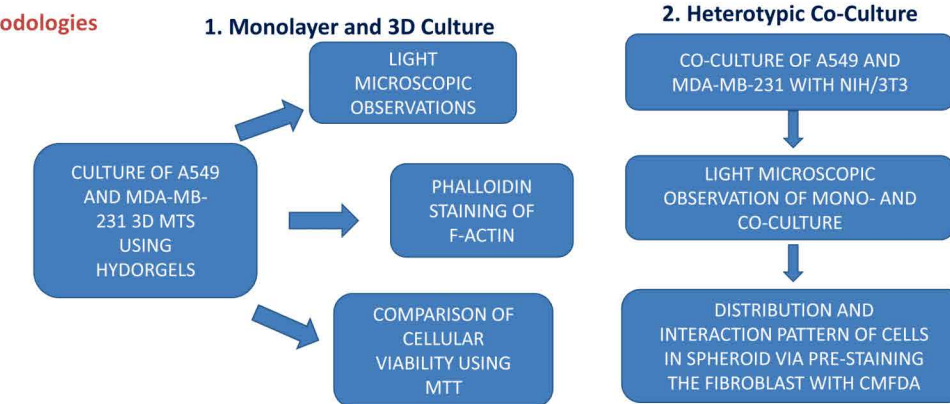 odologies
1. Monolayer and 3D Culture
LIGHT
MICROSCOPIC
OBSERVATIONS
CULTURE OF A549
AND MDA-MB-
231 3D MTS
USING
HYDORGELS
PHALLOIDIN
STAINING OF
F-ACTIN
COMPARISON OF
CELLULAR
VIABILITY USING
MTT
2. Heterotypic Co-Culture
CO-CULTURE OF A549 AND
MDA-MB-231 WITH NIH/3T3
LIGHT MICROSCOPIC
OBSERVATION OF MONO- AND
CO-CULTURE
DISTRIBUTION AND
INTERACTION PATTERN OF CELLS
IN SPHEROID VIA PRE-STAINING
THE FIBROBLAST WITH CMFDA